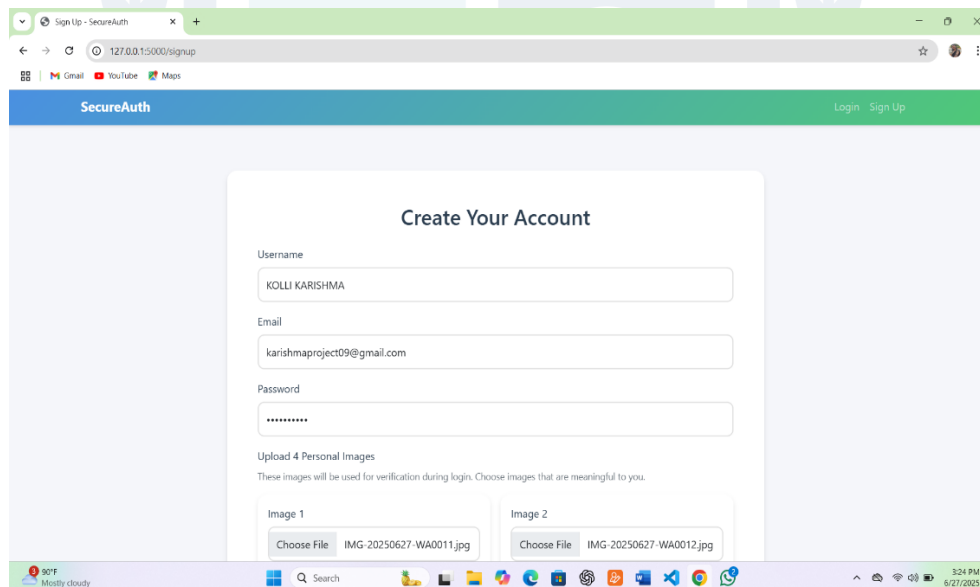 Sign Up - SecureAuth
127.0.0.1:5000/signup
Gmail YouTube Maps
SecureAuth Login Sign Up
Create Your Account
Username
KOLLI KARISHMA
Email
karishmaproject09@gmail.com
Password
••••••••••
Upload 4 Personal Images
These images will be used for verification during login. Choose images that are meaningful to you.
Image 1 Image 2
Choose File IMG-20250627-WA0011.jpg Choose File IMG-20250627-WA0012.jpg
3 90°F Search 2 3:24 PM
Mostly cloudy 6/27/2025